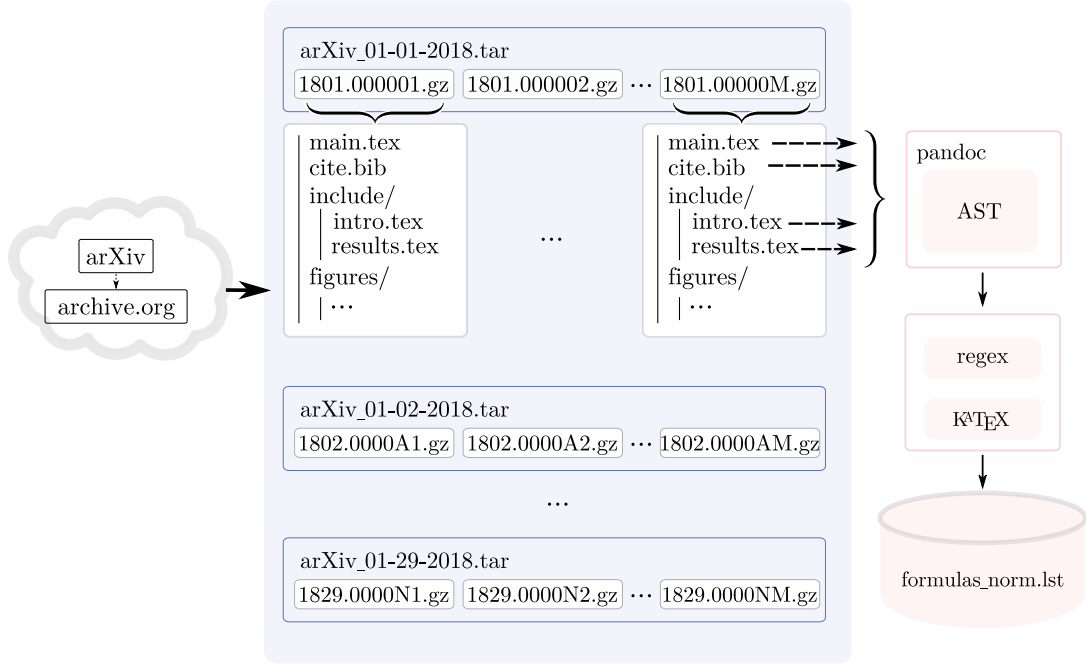 arXiv
archive.org
arXiv_01-01-2018.tar
1801.000001.gz 1801.000002.gz ... 1801.00000M.gz
main.tex
cite.bib
include/
intro.tex
results.tex
figures/
...
...
main.tex
cite.bib
include/
intro.tex
results.tex
figures/
...
arXiv_01-02-2018.tar
1802.0000A1.gz 1802.0000A2.gz ... 1802.0000AM.gz
...
arXiv_01-29-2018.tar
1829.0000N1.gz 1829.0000N2.gz ... 1829.0000NM.gz
pandoc
AST
regex
KATEX
formulas_norm.lst